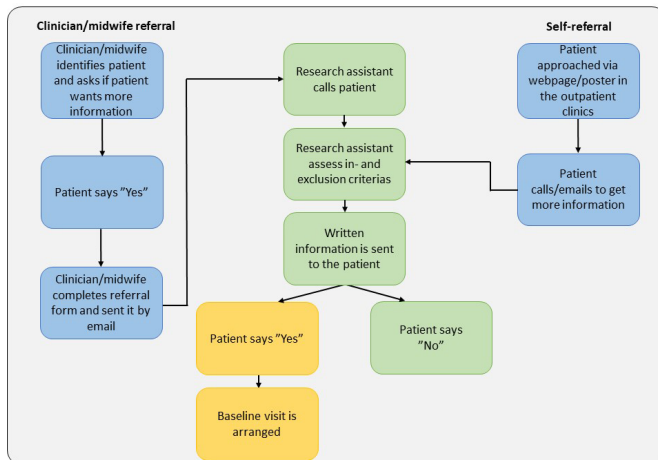 Clinician/midwife referral
Clinician/midwife
identifies patient
and asks if patient
wants more
information
Patient says ”Yes”
Clinician/midwife
completes referral
form and sent it by
email
Research assistant
calls patient
Research assistant
assess in- and
exclusion criterias
Written
information is sent
to the patient
Patient says ”Yes”
Baseline visit is
arranged
Patient says
”No”
Self-referral
Patient
approached via
webpage/poster in
the outpatient
clinics
Patient
calls/emails to get
more information